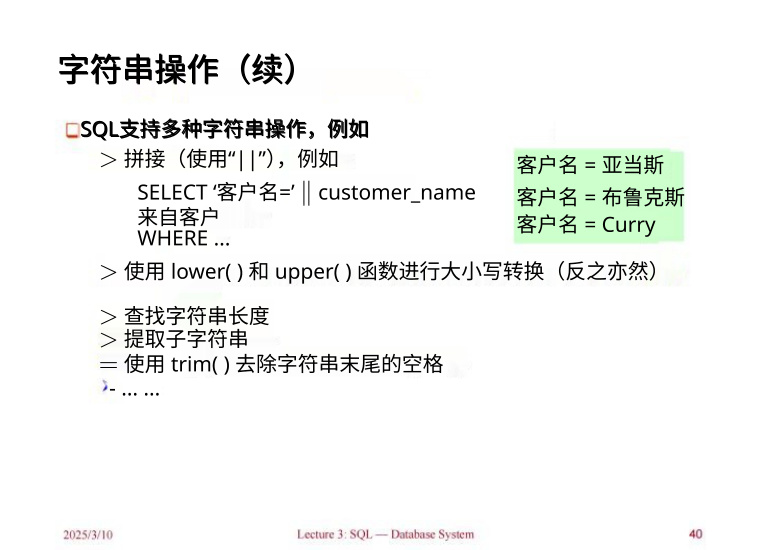 字符串操作（续）
SQL支持多种字符串操作，例如
> 拼接（使用“||”），例如
SELECT ‘客户名=’ || customer_name
来自客户
WHERE ...
客户名 = 亚当斯
客户名 = 布鲁克斯
客户名 = Curry
> 使用 lower( ) 和 upper( ) 函数进行大小写转换（反之亦然）
> 查找字符串长度
> 提取子字符串
= 使用 trim( ) 去除字符串末尾的空格
- ... ...
2025/3/10
Lecture 3: SQL — Database System
40